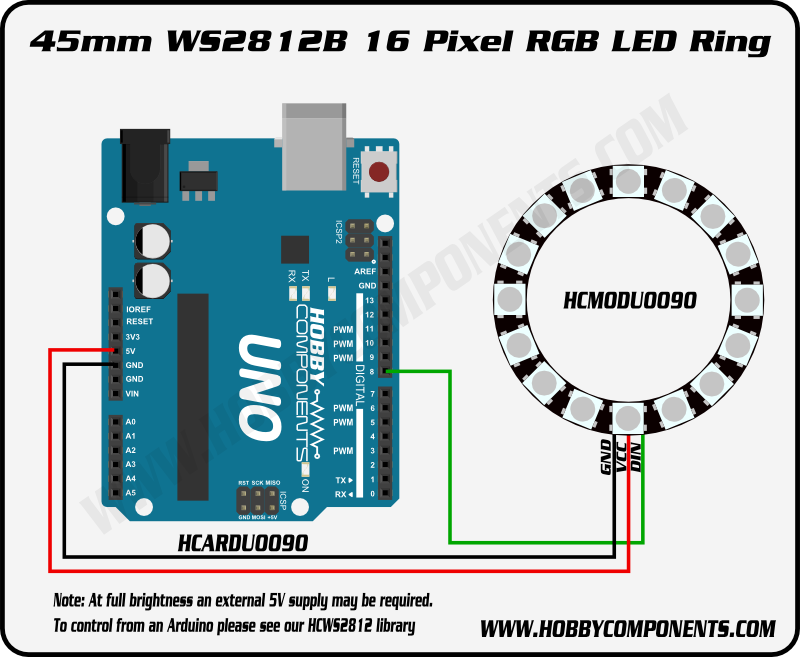 45mm WS2812B 16 Pixel RGB LED Ring
WWW.HOBBYCOMPONENTS.COM
RESET
ICSP2
AREF
GND
13
12
PWM 11
PWM 10
PWM 9
8
DIGITAL
7
PWM 6
PWM 5
4
PWM 3
2
TX 1
RX 0
RX
TX
L
IOREF
RESET
3V3
5V
GND
GND
VIN
A0
A1
A2
A3
A4
A5
UNO
HOBBY
COMPONENTS
ON
RST SCK MISO
ICSP
GND MOSI +5V
HCARDU0090
HCMODU0090
GND
VCC
DIN
Note: At full brightness an external 5V supply may be required.
To control from an Arduino please see our HCWS2812 library
WWW.HOBBYCOMPONENTS.COM